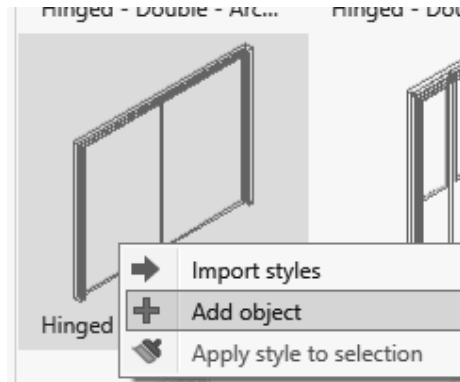 Hinged - Double - Arc... Hinged - Dou
Import styles
Add object
Hinged
Apply style to selection